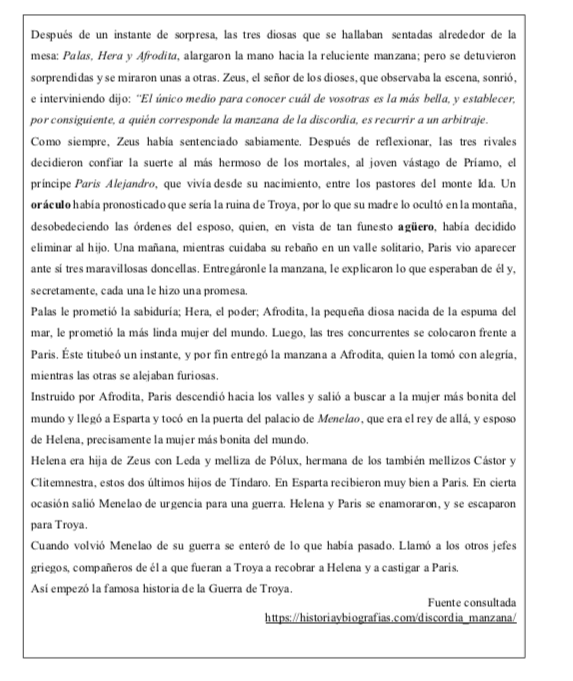 Después de un instante de sorpresa, las tres diosas que se hallaban sentadas alrededor de la
mesa: Palas, Hera y Afrodita, alargaron la mano hacia la reluciente manzana; pero se detuvieron
sorprendidas y se miraron unas a otras. Zeus, el señor de los dioses, que observaba la escena, sonrió,
e interviniendo dijo: "El único medio para conocer cuál de vosotras es la más bella, y establecer,
por consiguiente, a quién corresponde la manzana de la discordia, es recurrir a un arbitraje.
Como siempre, Zeus había sentenciado sabiamente. Después de reflexionar, las tres rivales
decidieron confiar la suerte al más hermoso de los mortales, al joven vástago de Príamo, el
príncipe Paris Alejandro, que vivía desde su nacimiento, entre los pastores del monte Ida. Un
oráculo había pronosticado que sería la ruina de Troya, por lo que su madre lo ocultó en la montaña,
desobedeciendo las órdenes del esposo, quien, en vista de tan funesto agüero, había decidido
eliminar al hijo. Una mañana, mientras cuidaba su rebaño en un valle solitario, Paris vio aparecer
ante sí tres maravillosas doncellas. Entregáronle la manzana, le explicaron lo que esperaban de él y,
secretamente, cada una le hizo una promesa.
Palas le prometió la sabiduría; Hera, el poder; Afrodita, la pequeña diosa nacida de la espuma del
mar, le prometió la más linda mujer del mundo. Luego, las tres concurrentes se colocaron frente a
Paris. Éste titubeó un instante, y por fin entregó la manzana a Afrodita, quien la tomó con alegría,
mientras las otras se alejaban furiosas.
Instruido por Afrodita, Paris descendió hacia los valles y salió a buscar a la mujer más bonita del
mundo y llegó a Esparta y tocó en la puerta del palacio de Menelao, que era el rey de allá, y esposo
de Helena, precisamente la mujer más bonita del mundo.
Helena era hija de Zeus con Leda y melliza de Pólux, hermana de los también mellizos Cástor y
Clitemnestra, estos dos últimos hijos de Tíndaro. En Esparta recibieron muy bien a Paris. En cierta
ocasión salió Menelao de urgencia para una guerra. Helena y Paris se enamoraron, y se escaparon
para Troya.
Cuando volvió Menelao de su guerra se enteró de lo que había pasado. Llamó a los otros jefes
griegos, compañeros de él a que fueran a Troya a recobrar a Helena y a castigar a Paris.
Así empezó la famosa historia de la Guerra de Troya.
Fuente consultada
https://historiaybiografias.com/discordia_manzana/